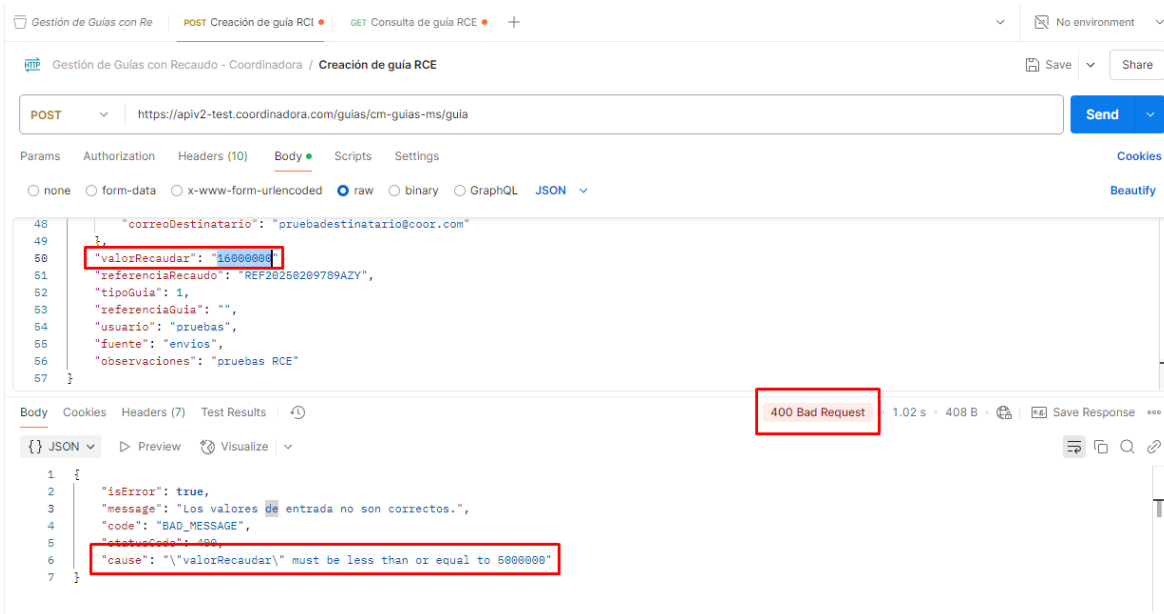 Gestión de Guías con Re POST Creación de guía RCI GET Consulta de guía RCE + No environment
HTTP Gestión de Guías con Recaudo - Coordinadora / Creación de guía RCE Save Share
POST https://apiv2-test.coordinadora.com/guias/cm-guias-ms/guia Send
Params Authorization Headers (10) Body Scripts Settings Cookies
none form-data x-www-form-urlencoded raw binary GraphQL JSON Beautify
48 "correoDestinatario": "pruebadestinatario@coor.com"
49 },
50 "valorRecaudar": "16000000"
51 "referenciaRecaudo": "REF20250209789AZY",
52 "tipoGuia": 1,
53 "referenciaGuia": "",
54 "usuario": "pruebas",
55 "fuente": "envios",
56 "observaciones": "pruebas RCE"
57 }
Body Cookies Headers (7) Test Results 400 Bad Request 1.02 s 408 B e.g. Save Response
{} JSON Preview Visualize
1 {
2 "isError": true,
3 "message": "Los valores de entrada no son correctos.",
4 "code": "BAD_MESSAGE",
5 "statusCode": 400,
6 "cause": "\"valorRecaudar\" must be less than or equal to 5000000"
7 }